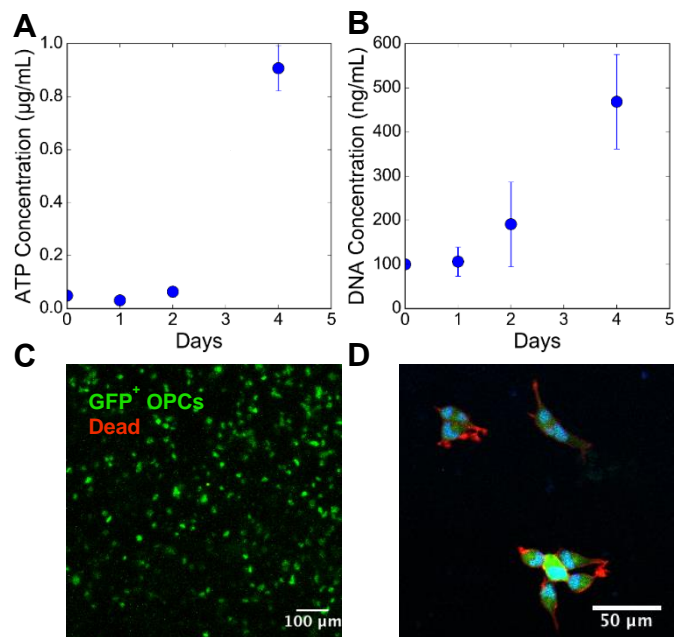 A
B
ATP Concentration (μg/mL)
1.0
0.8
0.6
0.4
0.2
0.0
0
1
2
3
4
5
Days
DNA Concentration (ng/mL)
600
500
400
300
200
100
0
0
1
2
3
4
5
Days
C
D
GFP+ OPCs
Dead
100 μm
50 μm